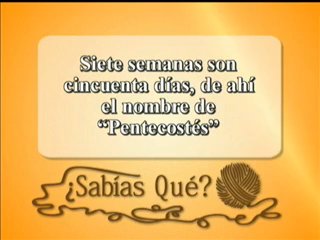 Siete semanas son
cincuenta días, de ahí
el nombre de
“Pentecostés”
¿Sabías Qué?